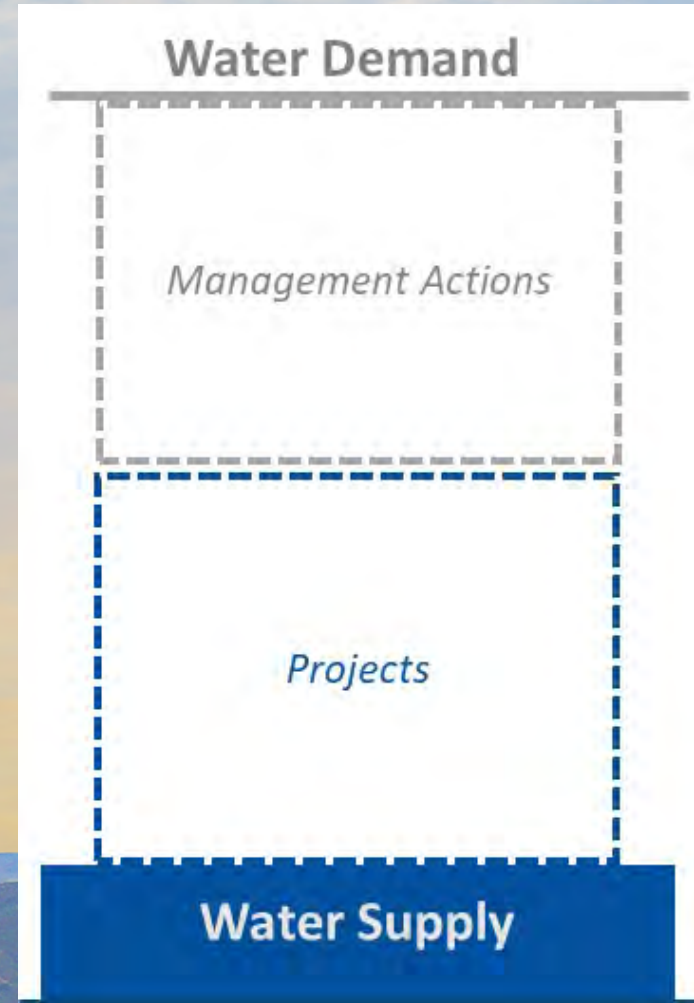 Water Demand
Management Actions
Projects
Water Supply